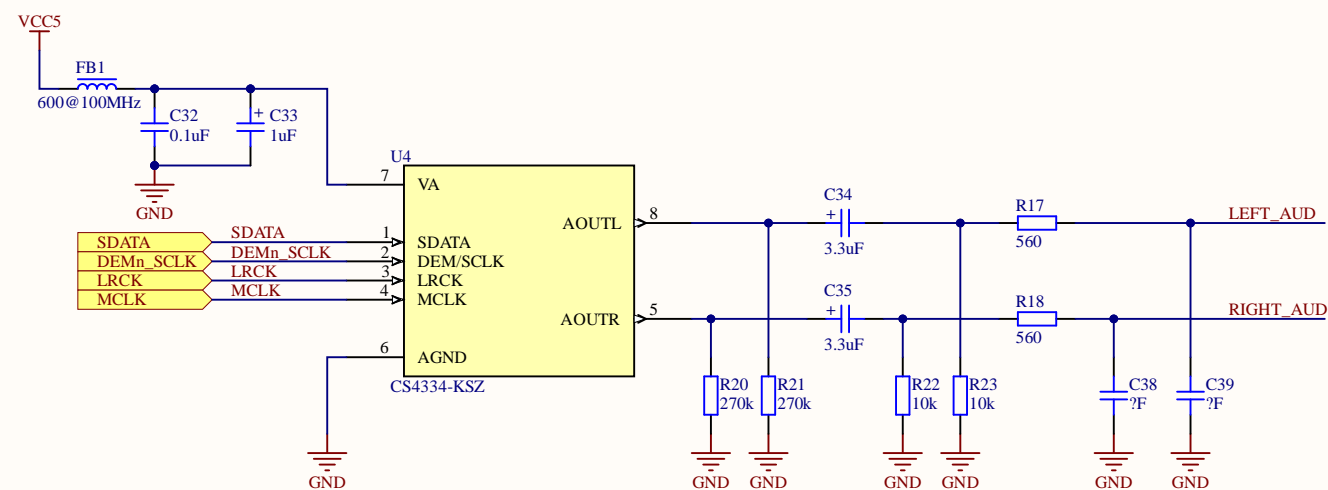 VCC5
FB1
600@100MHz
C32
0.1uF
+
C33
1uF
U4
7
VA
GND
SDATA
SDATA
1
SDATA
DEMn_SCLK
DEMn_SCLK
2
DEM/SCLK
LRCK
LRCK
3
LRCK
MCLK
MCLK
4
MCLK
6
AGND
CS4334-KSZ
GND
AOUTL
8
C34
+
3.3uF
R17
560
LEFT_AUD
AOUTR
5
C35
+
3.3uF
R18
560
RIGHT_AUD
R20
270k
R21
270k
R22
10k
R23
10k
C38
?F
C39
?F
GND
GND
GND
GND
GND
GND